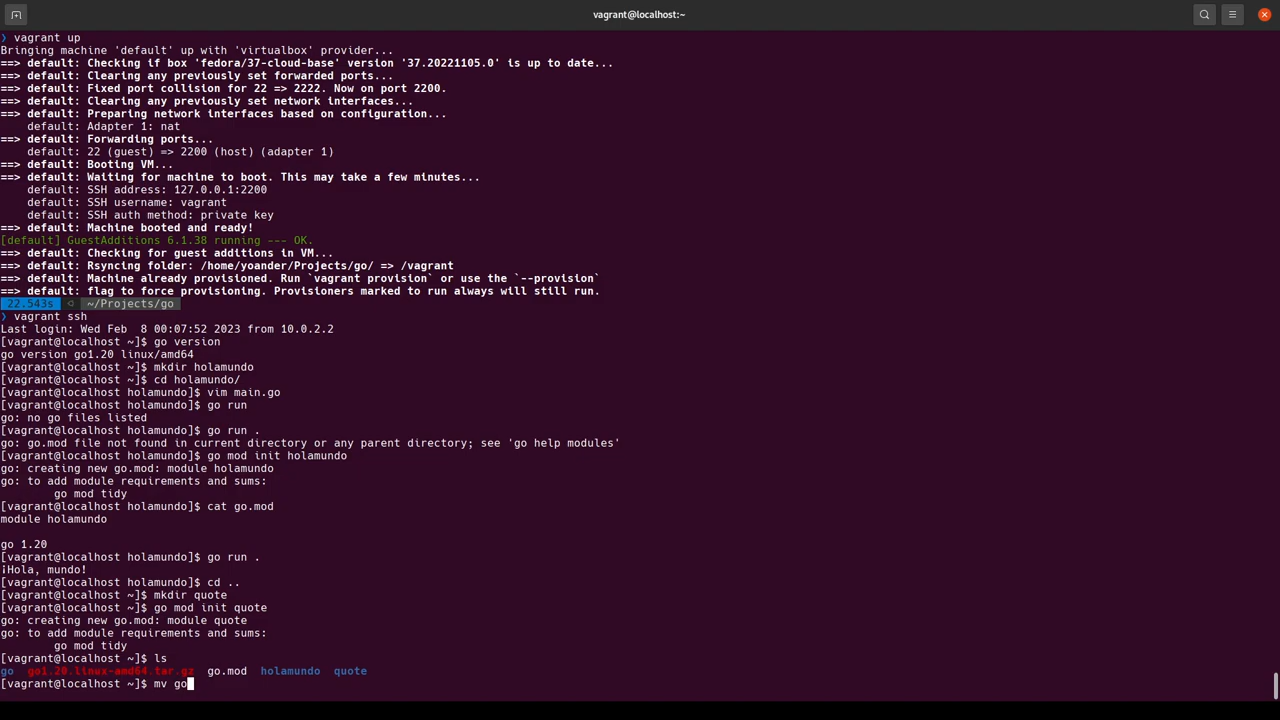 vagrant@localhost:~
❯ vagrant up
Bringing machine 'default' up with 'virtualbox' provider...
==> default: Checking if box 'fedora/37-cloud-base' version '37.20221105.0' is up to date...
==> default: Clearing any previously set forwarded ports...
==> default: Fixed port collision for 22 => 2222. Now on port 2200.
==> default: Clearing any previously set network interfaces...
==> default: Preparing network interfaces based on configuration...
    default: Adapter 1: nat
==> default: Forwarding ports...
    default: 22 (guest) => 2200 (host) (adapter 1)
==> default: Booting VM...
==> default: Waiting for machine to boot. This may take a few minutes...
    default: SSH address: 127.0.0.1:2200
    default: SSH username: vagrant
    default: SSH auth method: private key
==> default: Machine booted and ready!
[default] GuestAdditions 6.1.38 running --- OK.
==> default: Checking for guest additions in VM...
==> default: Rsyncing folder: /home/yoander/Projects/go/ => /vagrant
==> default: Machine already provisioned. Run `vagrant provision` or use the `--provision`
==> default: flag to force provisioning. Provisioners marked to run always will still run.
22.543s ~/Projects/go
❯ vagrant ssh
Last login: Wed Feb  8 00:07:52 2023 from 10.0.2.2
[vagrant@localhost ~]$ go version
go version go1.20 linux/amd64
[vagrant@localhost ~]$ mkdir holamundo
[vagrant@localhost ~]$ cd holamundo/
[vagrant@localhost holamundo]$ vim main.go
[vagrant@localhost holamundo]$ go run
go: no go files listed
[vagrant@localhost holamundo]$ go run .
go: go.mod file not found in current directory or any parent directory; see 'go help modules'
[vagrant@localhost holamundo]$ go mod init holamundo
go: creating new go.mod: module holamundo
go: to add module requirements and sums:
        go mod tidy
[vagrant@localhost holamundo]$ cat go.mod
module holamundo
go 1.20
[vagrant@localhost holamundo]$ go run .
¡Hola, mundo!
[vagrant@localhost holamundo]$ cd ..
[vagrant@localhost ~]$ mkdir quote
[vagrant@localhost ~]$ go mod init quote
go: creating new go.mod: module quote
go: to add module requirements and sums:
        go mod tidy
[vagrant@localhost ~]$ ls
go  go1.20.linux-amd64.tar.gz  go.mod  holamundo  quote
[vagrant@localhost ~]$ mv go